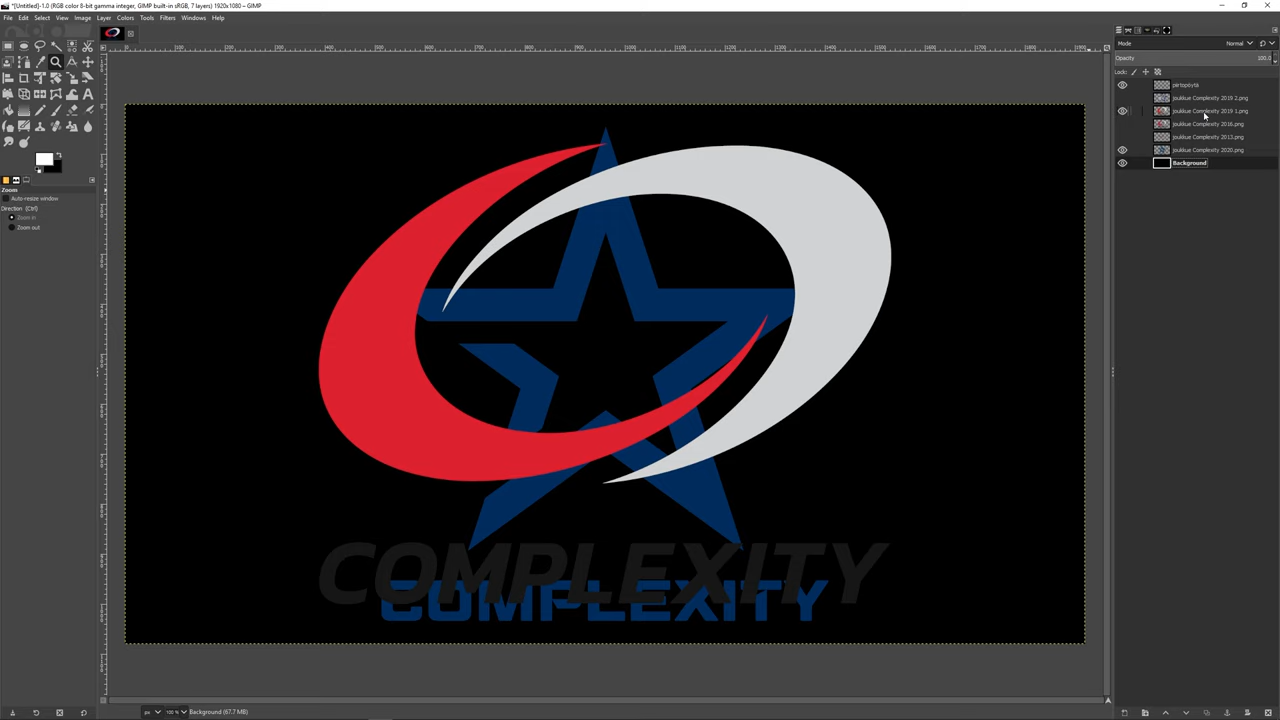 *[Untitled]-1.0 (RGB color 8-bit gamma integer, GIMP built-in sRGB, 7 layers) 1920x1080 – GIMP
File Edit Select View Image Layer Colors Tools Filters Windows Help
Mode Normal
Opacity 100.0
Lock:
piirtopöytä
joukkue Complexity 2019 2.png
joukkue Complexity 2019 1.png
joukkue Complexity 2016.png
joukkue Complexity 2013.png
joukkue Complexity 2020.png
Background
Zoom
Auto-resize window
Direction (Ctrl)
Zoom in
Zoom out
COMPLEXITY
COMPLEXITY
px 100 % Background (67.7 MB)